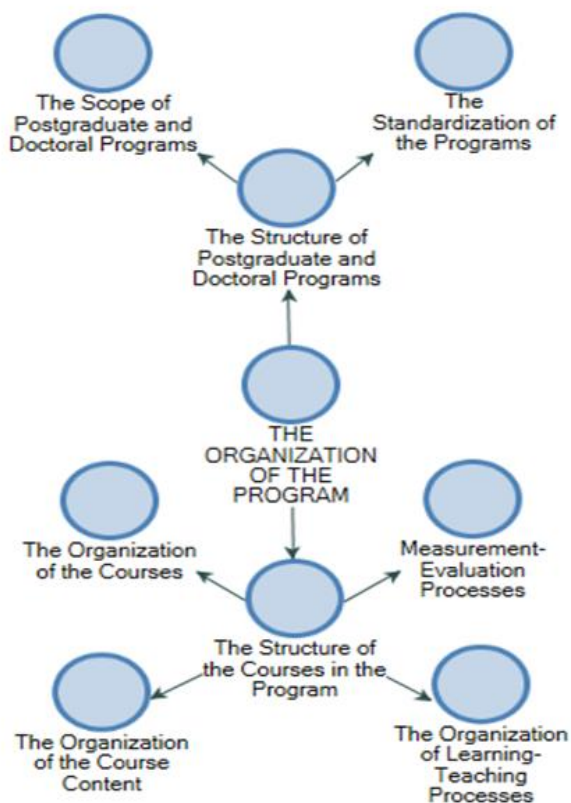 The Scope of
Postgraduate and
Doctoral Programs
The
Standardization of
the Programs
The Structure of
Postgraduate and
Doctoral Programs
THE
ORGANIZATION
OF THE
PROGRAM
The Organization
of the Courses
Measurement-
Evaluation
Processes
The Structure of
the Courses in the
Program
The Organization
of the Course
Content
The Organization
of Learning-
Teaching
Processes